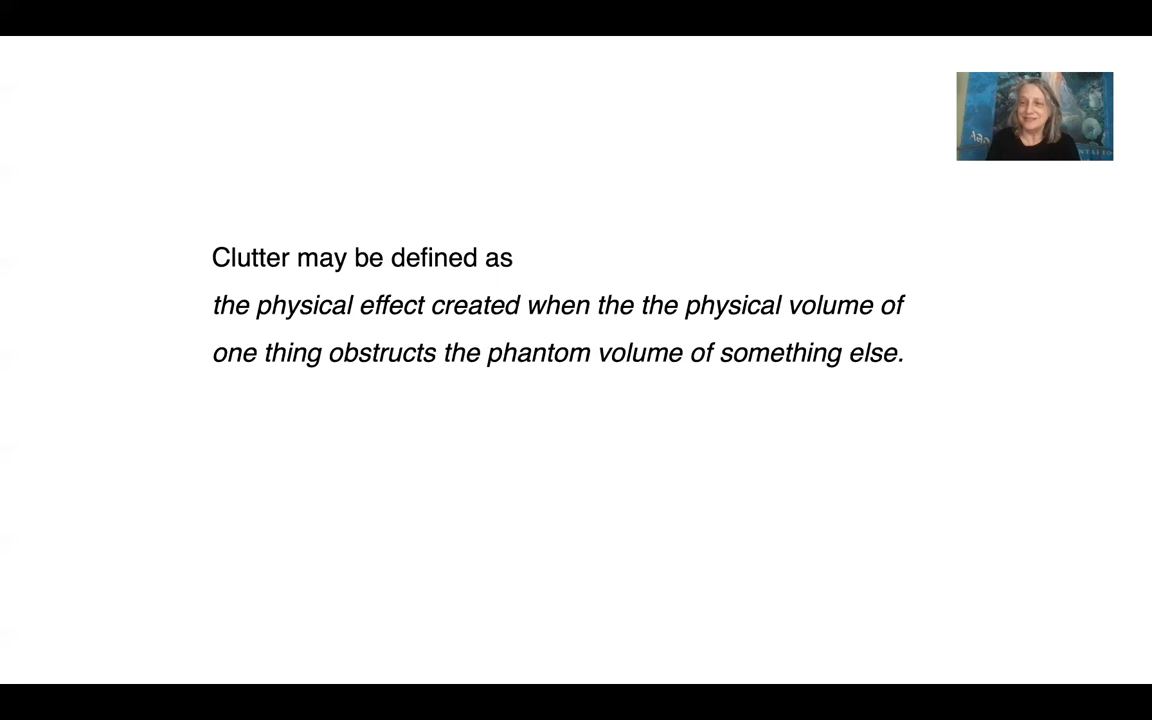 Clutter may be defined as
the physical effect created when the the physical volume of
one thing obstructs the phantom volume of something else.